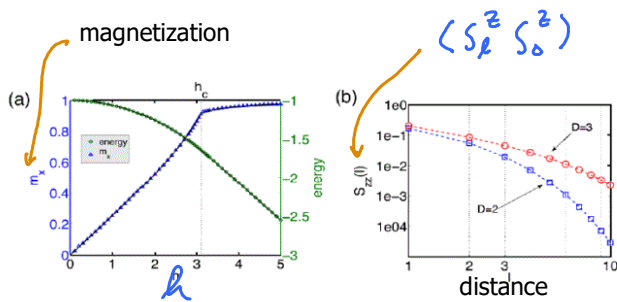 magnetization
⟨S_l^z S_0^z⟩
(a)
h_c
1
0.8
0.6
0.4
0.2
0
m_x
energy
m_x
-1
-1.5
-2
-2.5
-3
energy
0 1 2 3 4 5
h
(b)
1e0
1e-1
1e-2
1e-3
1e04
S_zz(l)
D=3
D=2
1 2 3 10
distance